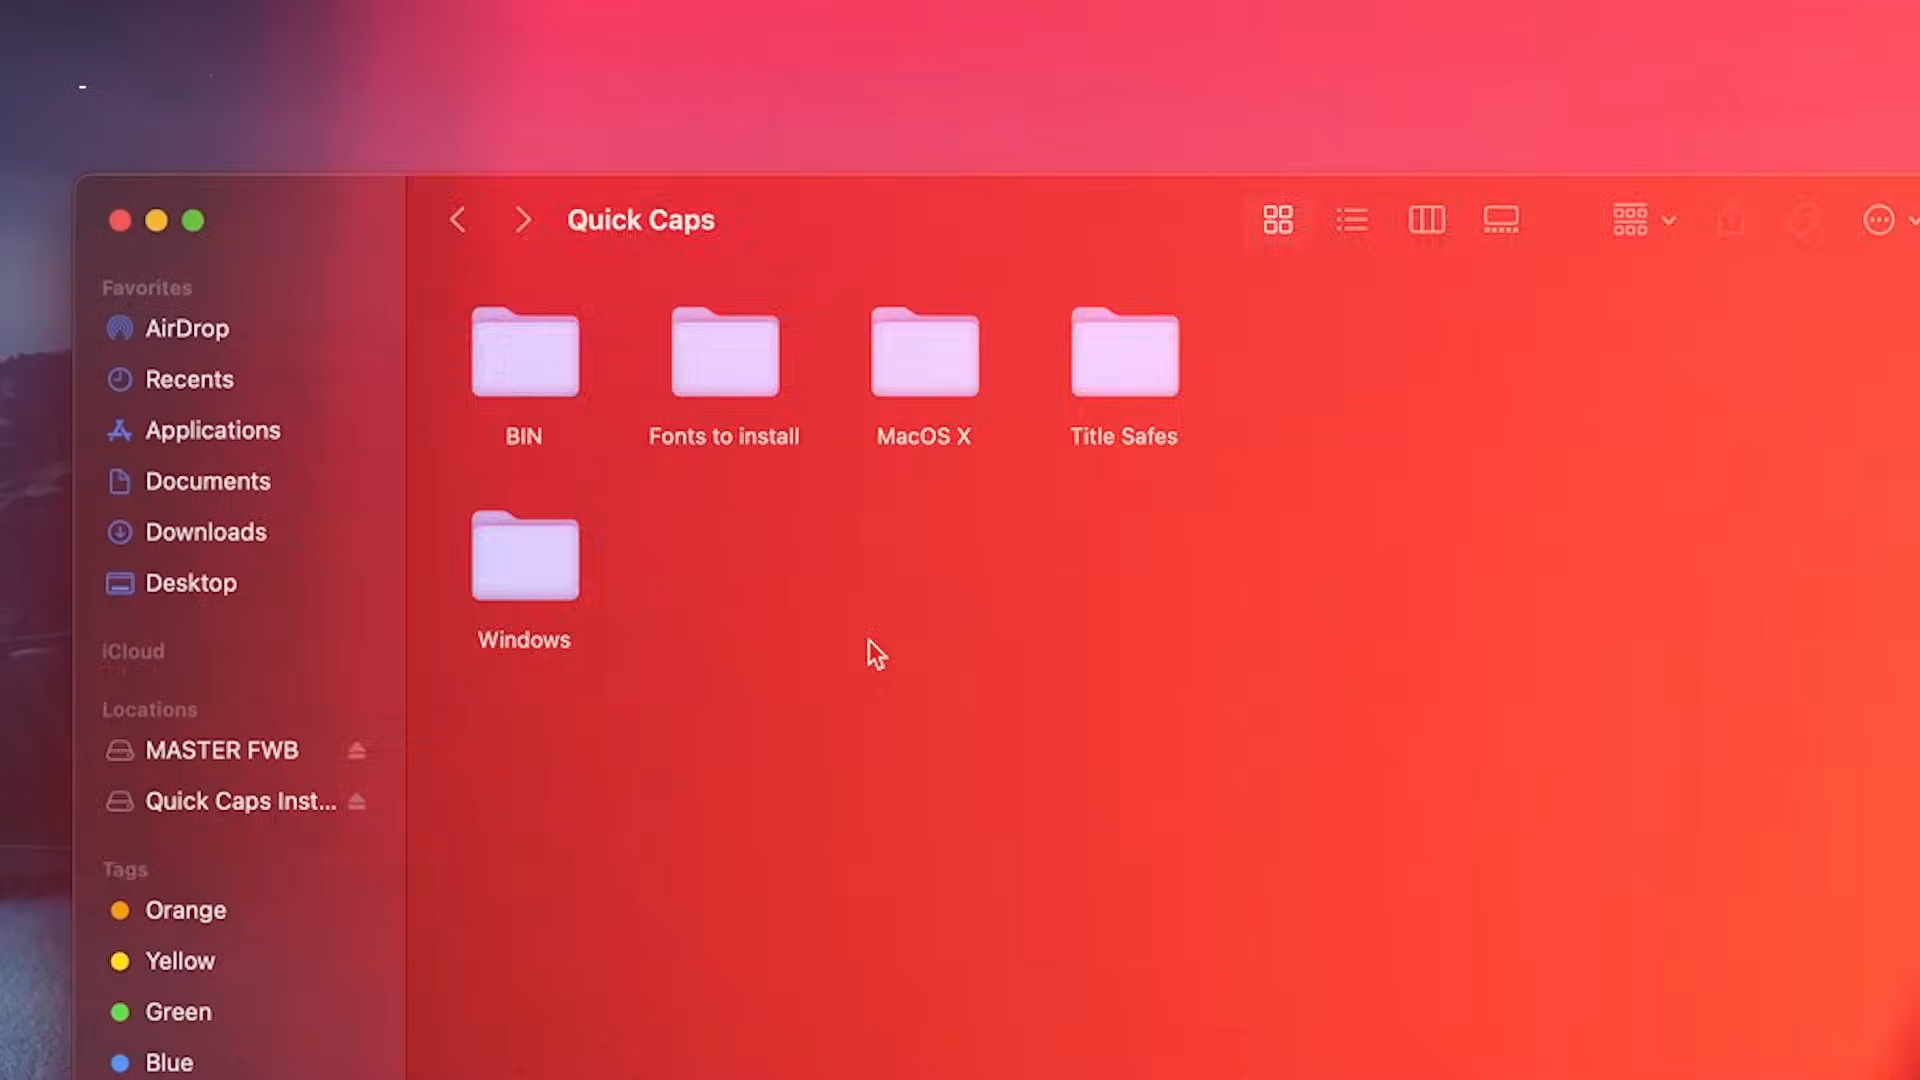 -
Quick Caps
Favorites
AirDrop
Recents
Applications
Documents
Downloads
Desktop
iCloud
Locations
MASTER FWB
Quick Caps Inst...
Tags
Orange
Yellow
Green
Blue
BIN
Fonts to install
MacOS X
Title Safes
Windows